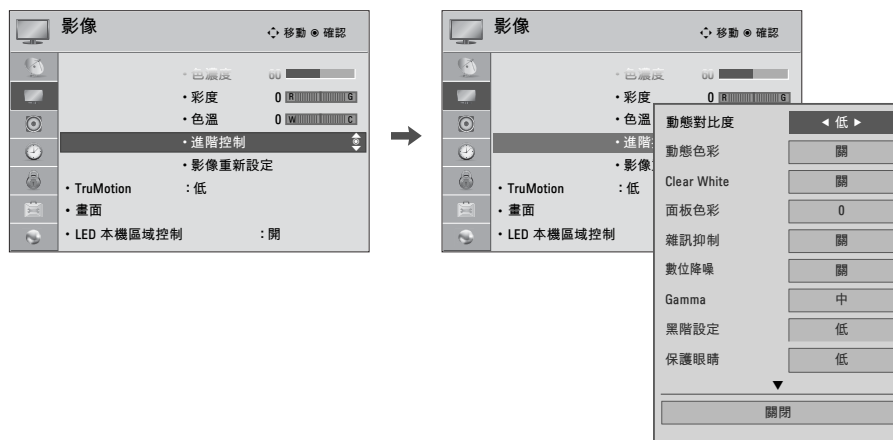 影像
移動 確認
・色濃度 60
・彩度 0 R G
・色溫 0 W C
・進階控制
・影像重新設定
・TruMotion :低
・畫面
・LED 本機區域控制 :開
影像
移動 確認
・色濃度 60
・彩度 0 R G
・色溫
・進階
・影像
・TruMotion :低
・畫面
・LED 本機區域控制
動態對比度 ◀ 低 ▶
動態色彩 關
Clear White 關
面板色彩 0
雜訊抑制 關
數位降噪 關
Gamma 中
黑階設定 低
保護眼睛 低
▼
關閉